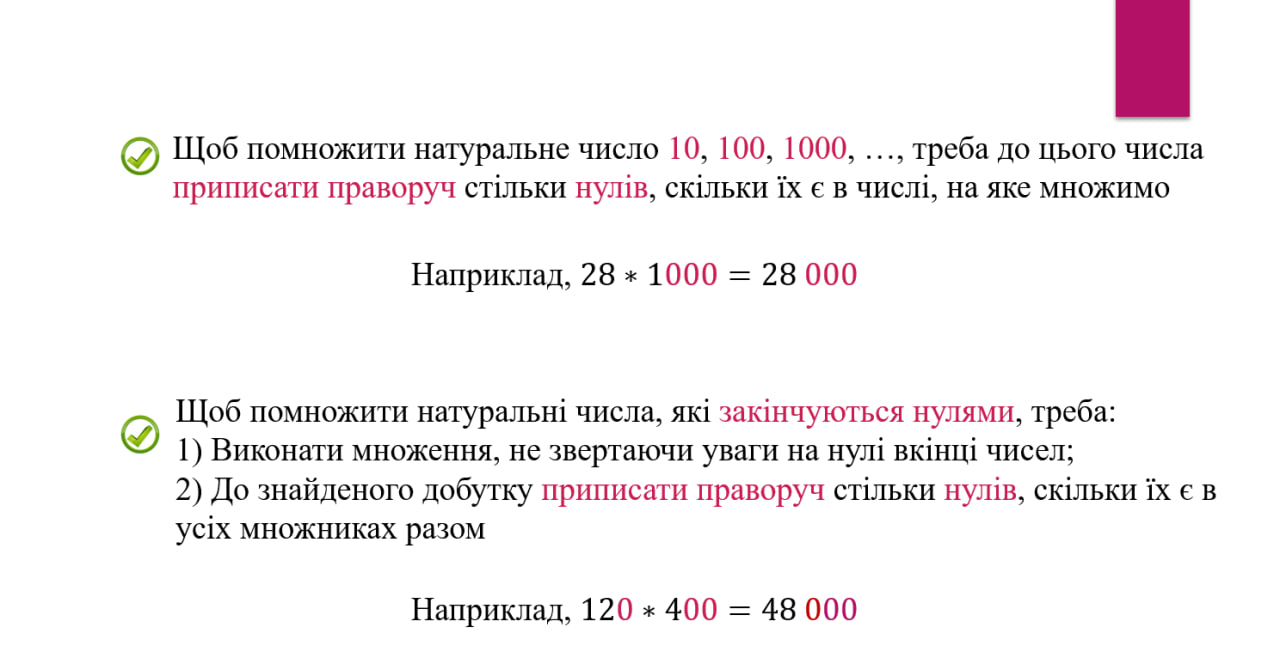 Щоб помножити натуральне число 10, 100, 1000, …, треба до цього числа
приписати праворуч стільки нулів, скільки їх є в числі, на яке множимо
Наприклад, 28 ∗ 1000 = 28 000
Щоб помножити натуральні числа, які закінчуються нулями, треба:
1) Виконати множення, не звертаючи уваги на нулі вкінці чисел;
2) До знайденого добутку приписати праворуч стільки нулів, скільки їх є в
усіх множниках разом
Наприклад, 120 ∗ 400 = 48 000